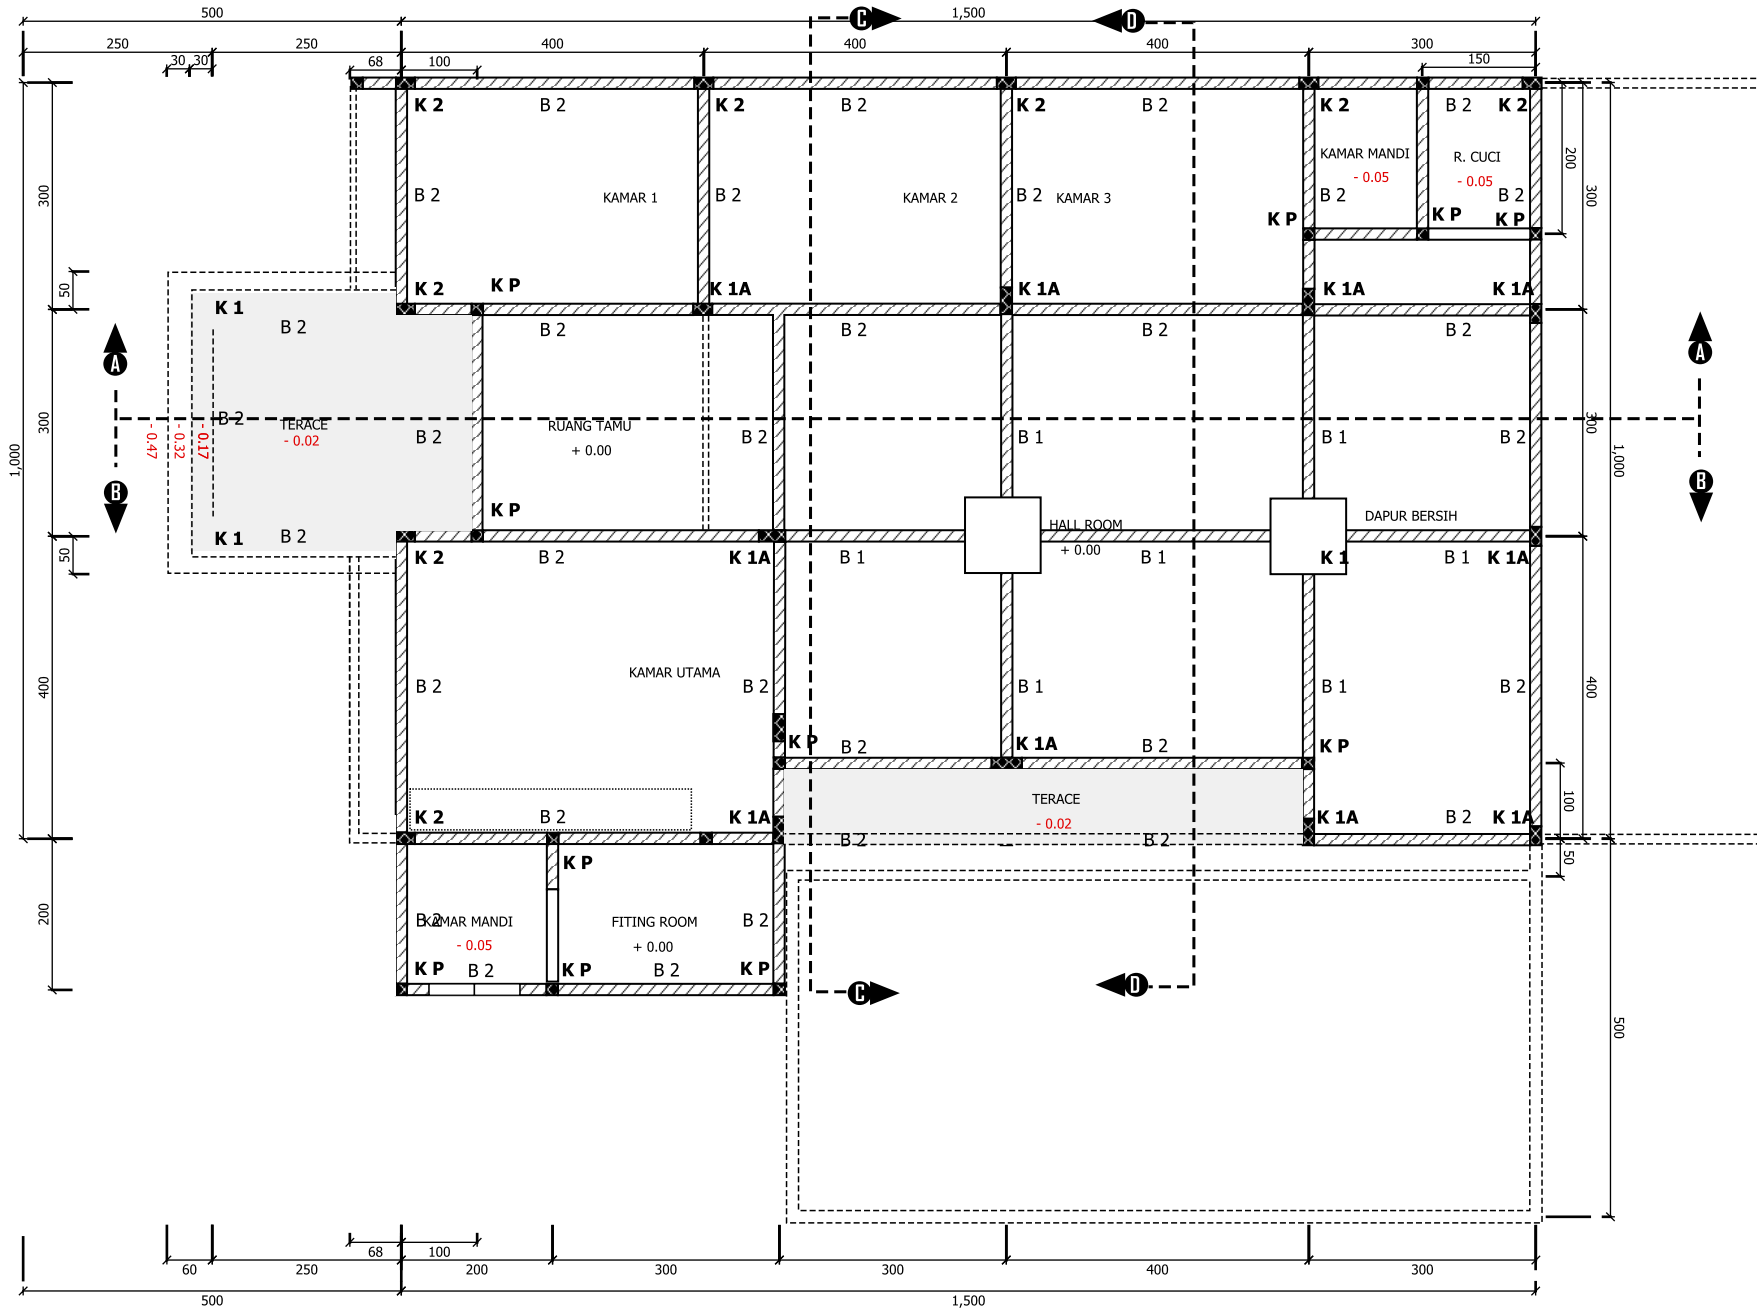 500
1,500
C
D
250
250
400
400
400
300
30
30
68
100
150
K 2
B 2
K 2
B 2
K 2
B 2
K 2
B 2
K 2
KAMAR MANDI
- 0.05
R. CUCI
- 0.05
200
300
B 2
KAMAR 1
B 2
KAMAR 2
B 2
KAMAR 3
B 2
B 2
300
K P
K P
K P
50
K 2
K P
K 1A
K 1A
K 1A
K 1A
K 1
B 2
B 2
B 2
B 2
B 2
A
A
300
B 2
TERACE
- 0.02
B 2
RUANG TAMU
+ 0.00
B 2
B 1
B 1
B 2
300
- 0.47
- 0.32
- 0.17
1,000
1,000
B
B
K P
HALL ROOM
+ 0.00
DAPUR BERSIH
K 1
B 2
50
K 2
B 2
K 1A
B 1
B 1
K 1
B 1
K 1A
400
B 2
KAMAR UTAMA
B 2
B 1
B 1
B 2
400
K P
B 2
K 1A
B 2
K P
TERACE
- 0.02
100
K 2
B 2
K 1A
K 1A
B 2
K 1A
B 2
B 2
50
K P
200
B 2
KAMAR MANDI
- 0.05
FITING ROOM
+ 0.00
B 2
K P
B 2
K P
B 2
K P
C
D
500
68
100
60
250
200
300
300
400
300
500
1,500